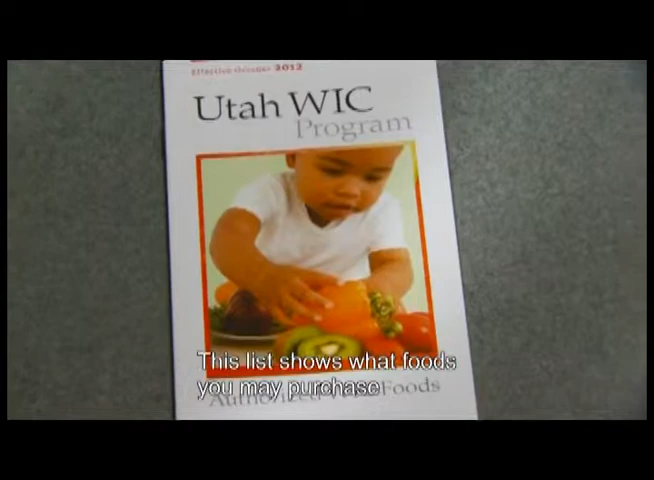 Effective October 2012
Utah WIC
Program
This list shows what foods
you may purchase
Authorized Foods